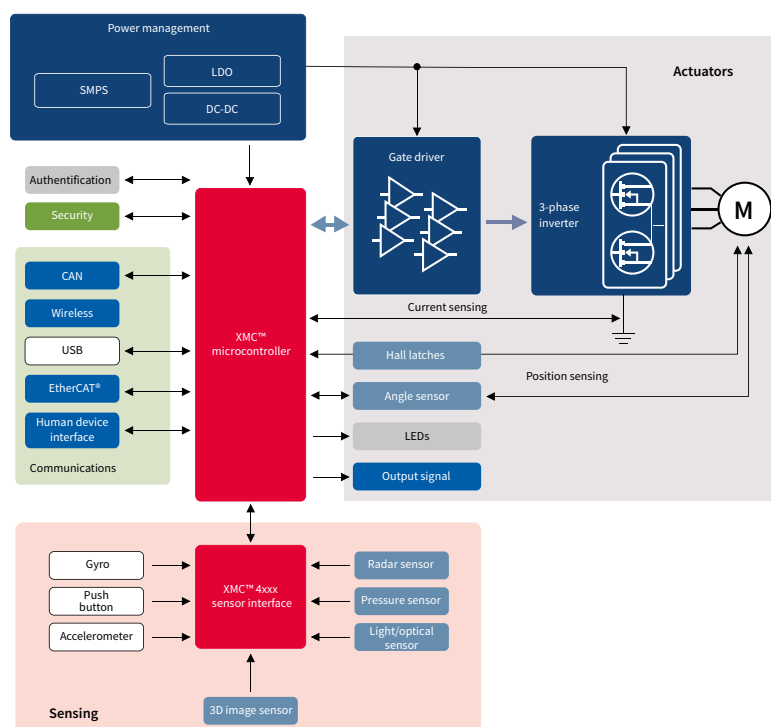 Power management
SMPS
LDO
DC-DC
Actuators
Gate driver
3-phase
inverter
M
Authentification
Security
CAN
Wireless
USB
EtherCAT®
Human device
interface
Communications
XMC™
microcontroller
Current sensing
Hall latches
Position sensing
Angle sensor
LEDs
Output signal
Gyro
Push
button
Accelerometer
XMC™ 4xxx
sensor interface
Radar sensor
Pressure sensor
Light/optical
sensor
3D image sensor
Sensing